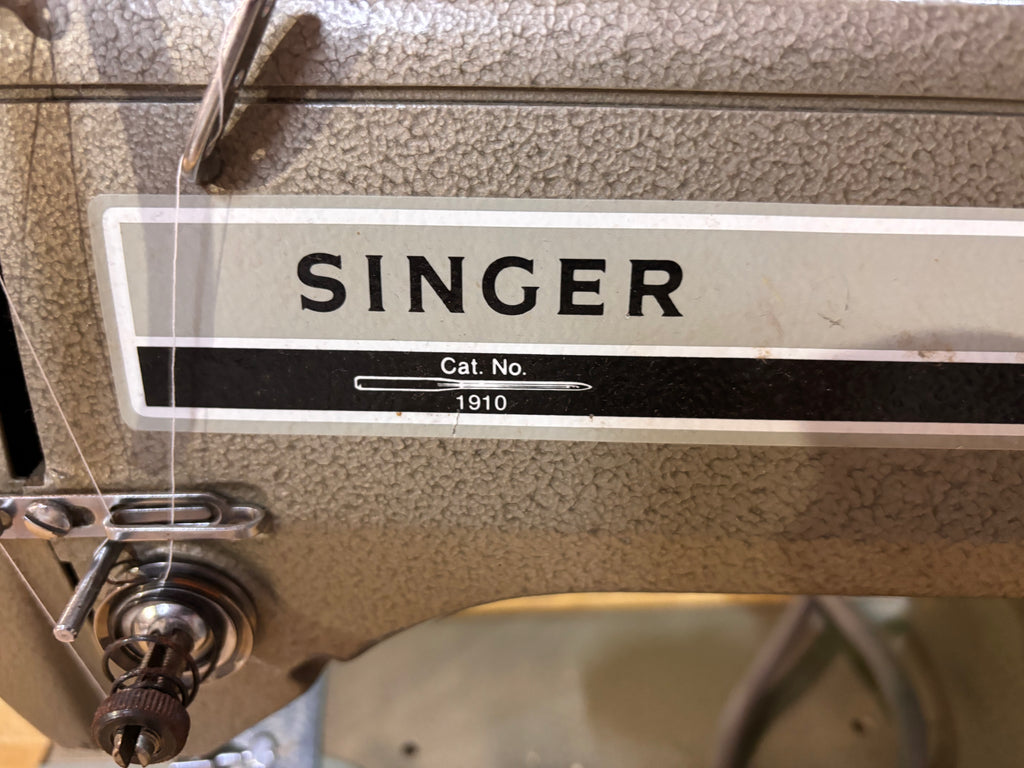 SINGER
Cat. No.
1910